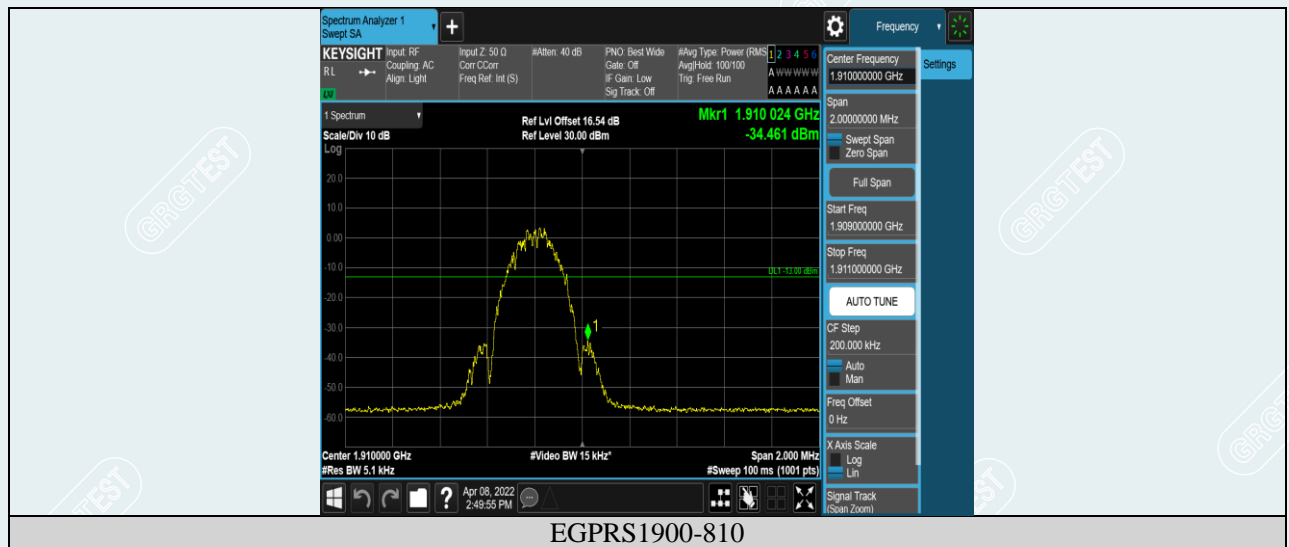 Spectrum Analyzer 1
Swept SA
Frequency
KEYSIGHT
RL
LXI
Input: RF
Coupling: AC
Align: Light
Input Z: 50 Ω
Corr CCorr
Freq Ref: Int (S)
#Atten: 40 dB
PNO: Best Wide
Gate: Off
IF Gain: Low
Sig Track: Off
#Avg Type: Power (RMS
Avg|Hold: 100/100
Trig: Free Run
1 2 3 4 5 6
A W W W W W
A A A A A A
Center Frequency
1.910000000 GHz
Settings
Span
2.00000000 MHz
Swept Span
Zero Span
Full Span
Start Freq
1.909000000 GHz
Stop Freq
1.911000000 GHz
AUTO TUNE
CF Step
200.000 kHz
Auto
Man
Freq Offset
0 Hz
X Axis Scale
Log
Lin
Signal Track
(Span Zoom)
1 Spectrum
Scale/Div 10 dB
Log
Ref Lvl Offset 16.54 dB
Ref Level 30.00 dBm
Mkr1 1.910 024 GHz
-34.461 dBm
20.0
10.0
0.00
-10.0
-20.0
-30.0
-40.0
-50.0
-60.0
DL1 -13.00 dBm
1
Center 1.910000 GHz
#Res BW 5.1 kHz
#Video BW 15 kHz*
Span 2.000 MHz
#Sweep 100 ms (1001 pts)
?
Apr 08, 2022
2:49:55 PM
EGPRS1900-810
GRGTEST
GRGTEST